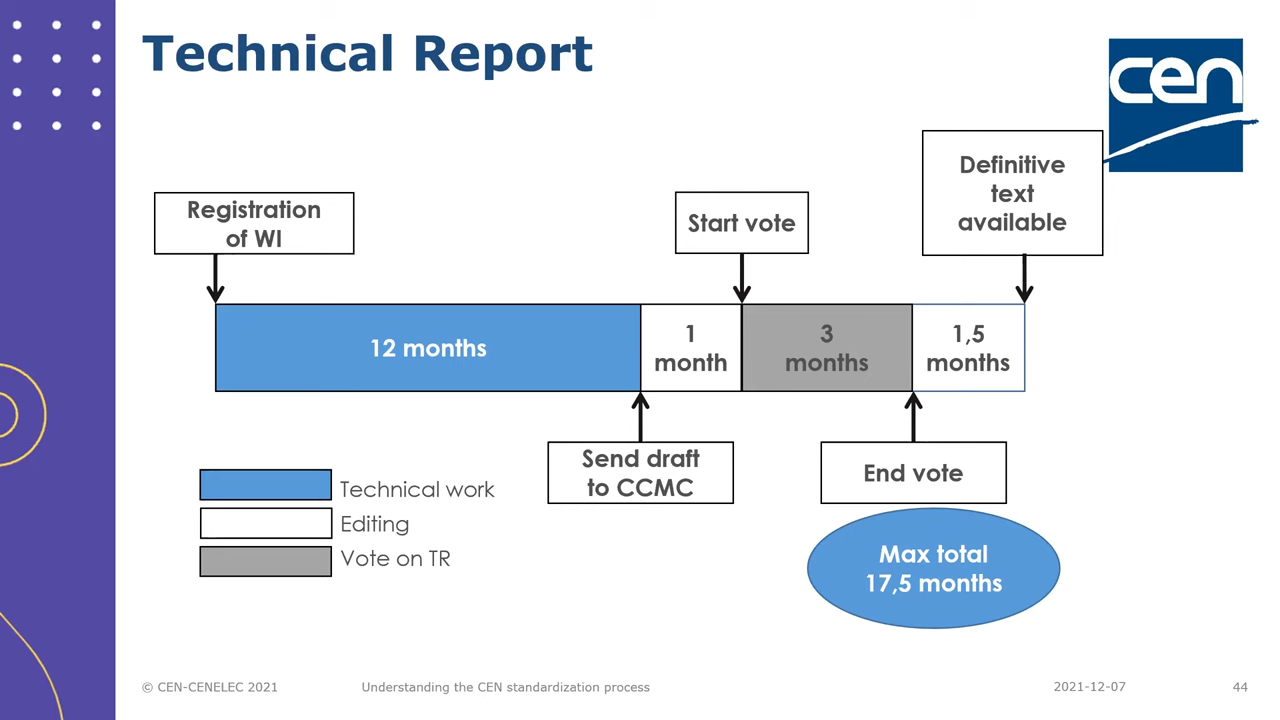 Technical Report
cen
Definitive
text
available
Registration
of WI
Start vote
12 months
1
month
3
months
1,5
months
Send draft
to CCMC
End vote
Technical work
Editing
Vote on TR
Max total
17,5 months
© CEN-CENELEC 2021
Understanding the CEN standardization process
2021-12-07
44